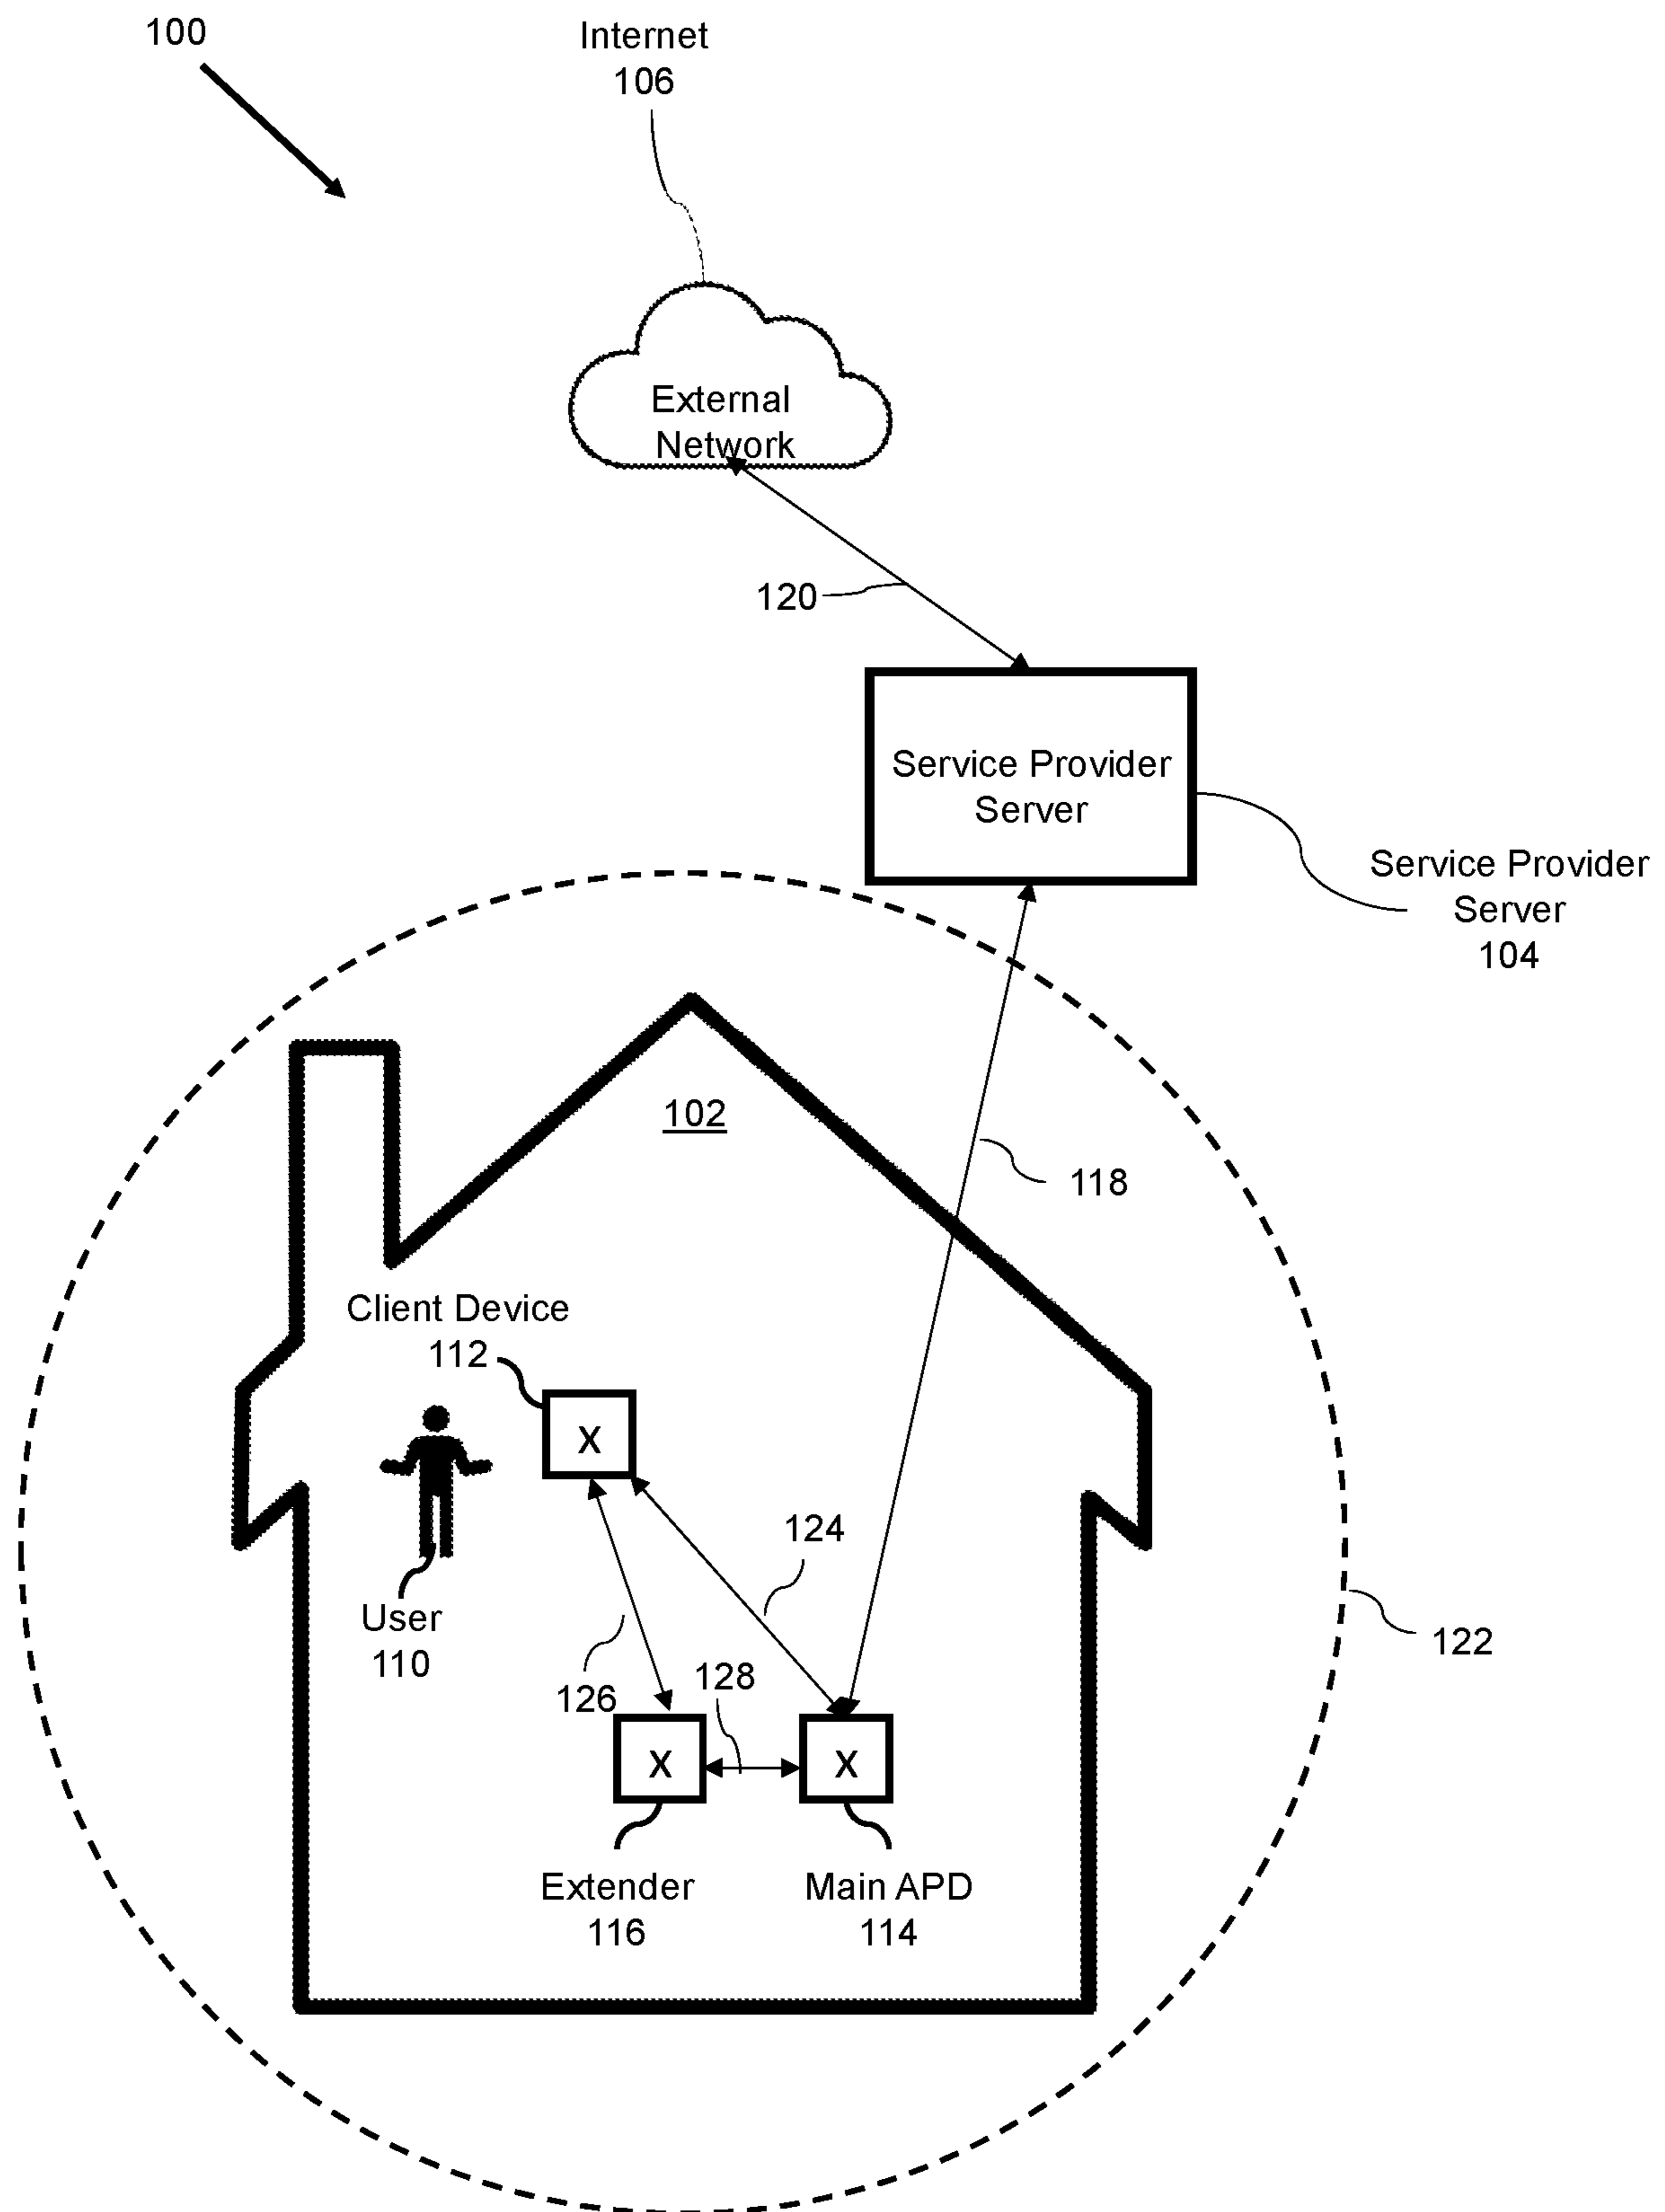 100
Internet
106
External
Network
120
Service Provider
Server
Service Provider
Server
104
102
118
Client Device
112
X
124
User
110
122
126
128
X
X
Extender
116
Main APD
114